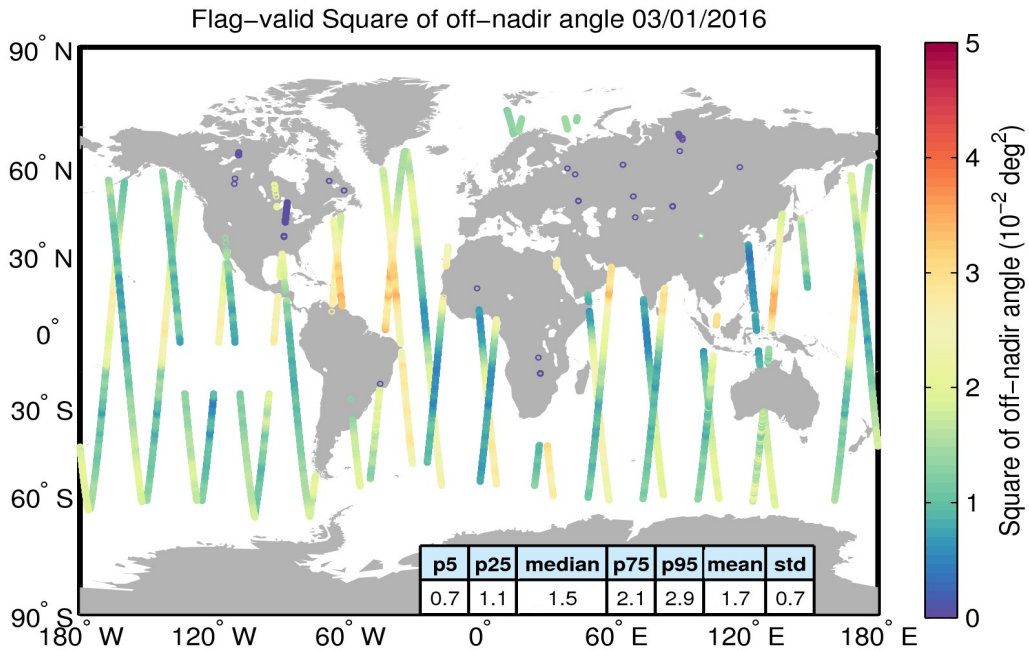 Flag−valid Square of off−nadir angle 03/01/2016
90° N
60° N
30° N
0°
30° S
60° S
90° S
180° W
120° W
60° W
0°
60° E
120° E
180° E
p5 p25 median p75 p95 mean std
0.7 1.1 1.5 2.1 2.9 1.7 0.7
5
4
3
2
1
0
Square of off−nadir angle (10⁻² deg²)